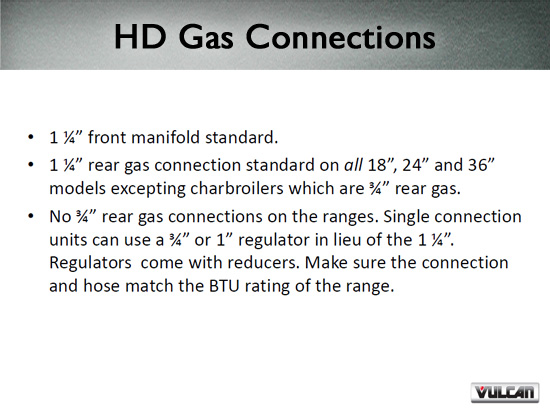 HD Gas Connections
• 1 ¼” front manifold standard.
• 1 ¼” rear gas connection standard on all 18”, 24” and 36”
models excepting charbroilers which are ¾” rear gas.
• No ¾” rear gas connections on the ranges. Single connection
units can use a ¾” or 1” regulator in lieu of the 1 ¼”.
Regulators  come with reducers. Make sure the connection
and hose match the BTU rating of the range.
VULCAN